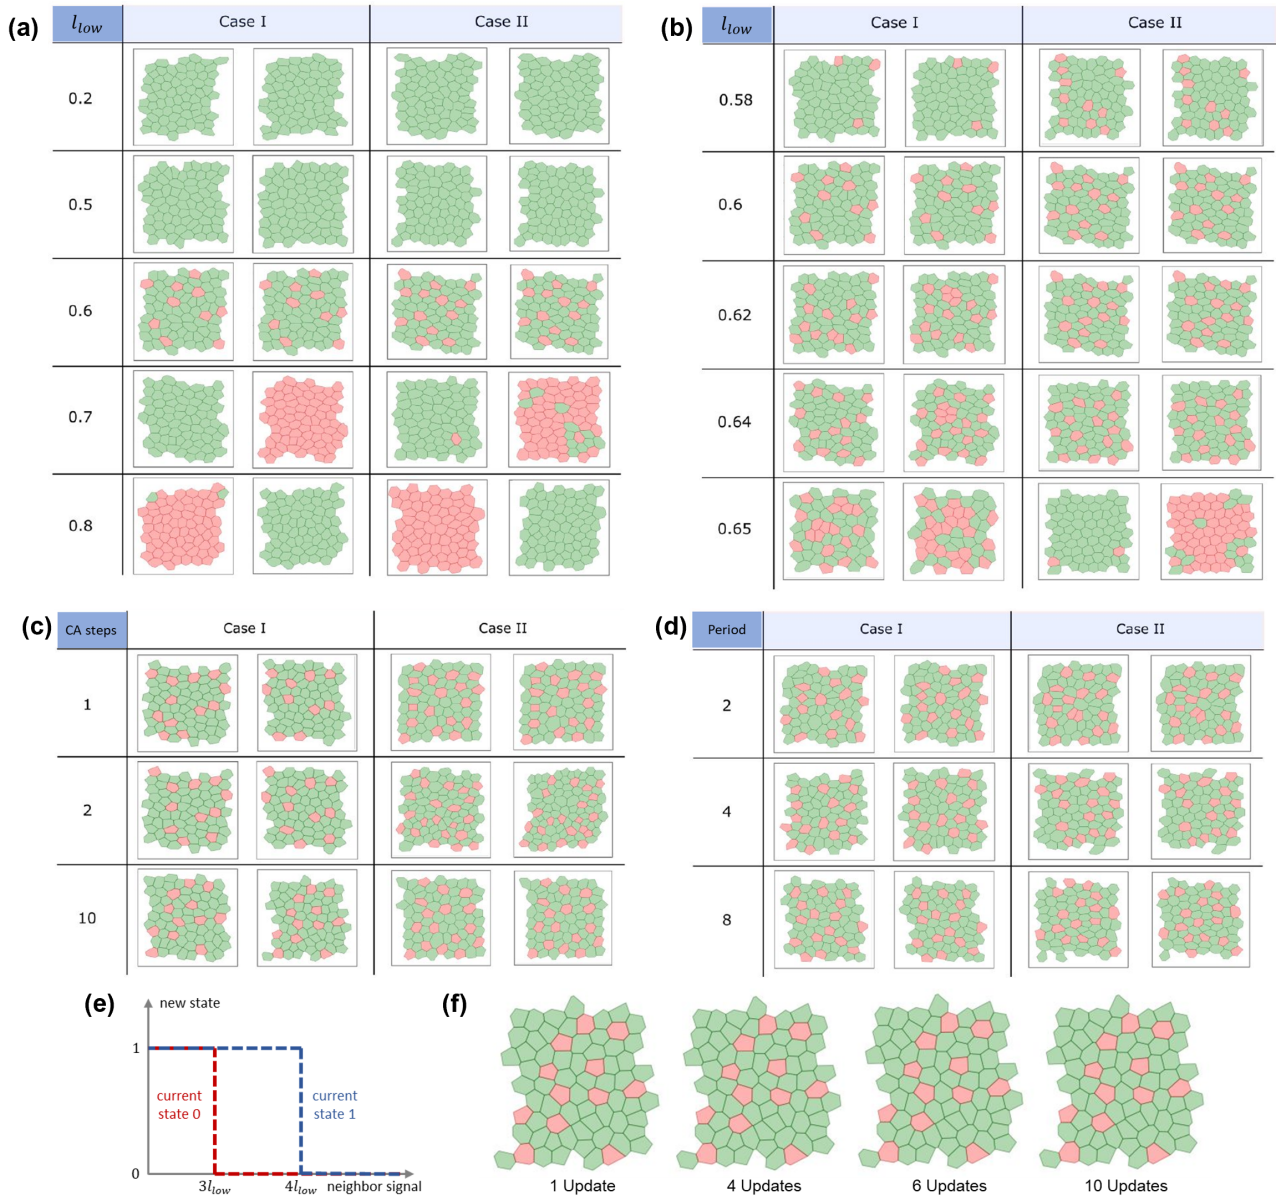 (a)
l_low Case I Case II
0.2
0.5
0.6
0.7
0.8
(b)
l_low Case I Case II
0.58
0.6
0.62
0.64
0.65
(c)
CA steps Case I Case II
1
2
10
(d)
Period Case I Case II
2
4
8
(e)
new state
1
current
state 0
current
state 1
0
3l_low 4l_low neighbor signal
(f)
1 Update 4 Updates 6 Updates 10 Updates